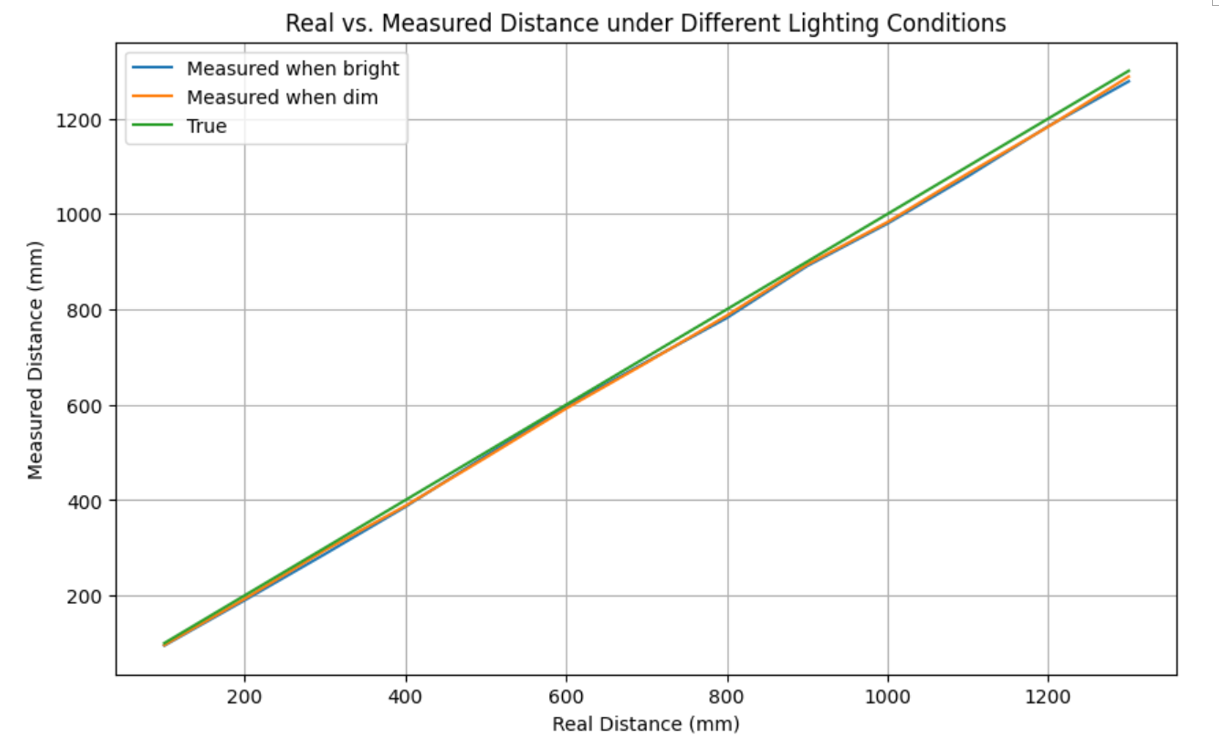 Real vs. Measured Distance under Different Lighting Conditions
Measured when bright
Measured when dim
True
Measured Distance (mm)
1200
1000
800
600
400
200
200 400 600 800 1000 1200
Real Distance (mm)